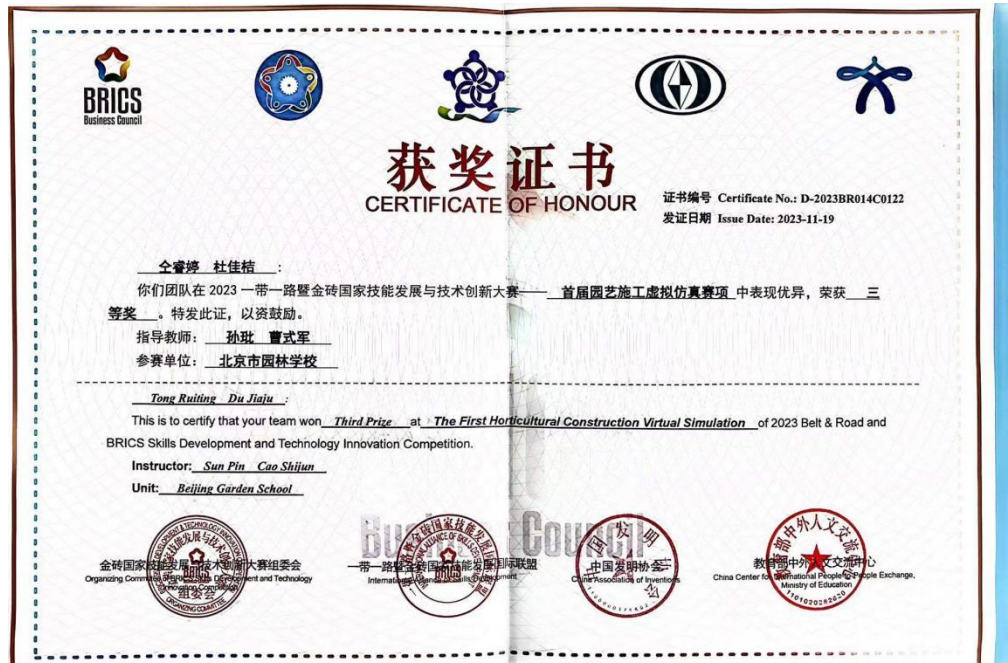 BRICS
Business Council
获奖证书
CERTIFICATE OF HONOUR
证书编号 Certificate No.: D-2023BR014C0122
发证日期 Issue Date: 2023-11-19
仝睿婷 杜佳桔 :
你们团队在 2023 一带一路暨金砖国家技能发展与技术创新大赛—— 首届园艺施工虚拟仿真赛项 中表现优异，荣获 三
等奖 。特发此证，以资鼓励。
指导教师： 孙玭 曹式军
参赛单位： 北京市园林学校
Tong Ruiting Du Jiaju :
This is to certify that your team won Third Prize at The First Horticultural Construction Virtual Simulation of 2023 Belt & Road and
BRICS Skills Development and Technology Innovation Competition.
Instructor: Sun Pin Cao Shijun
Unit: Beijing Garden School
Business Council
金砖国家技能发展与技术创新大赛组委会
Organizing Committee of BRICS Skills Development and Technology
Innovation Competition
一带一路暨金砖国家技能发展国际联盟
International Alliance of Skills Development
中国发明协会
China Association of Inventions
教育部中外人文交流中心
China Center for International People-to-People Exchange,
Ministry of Education